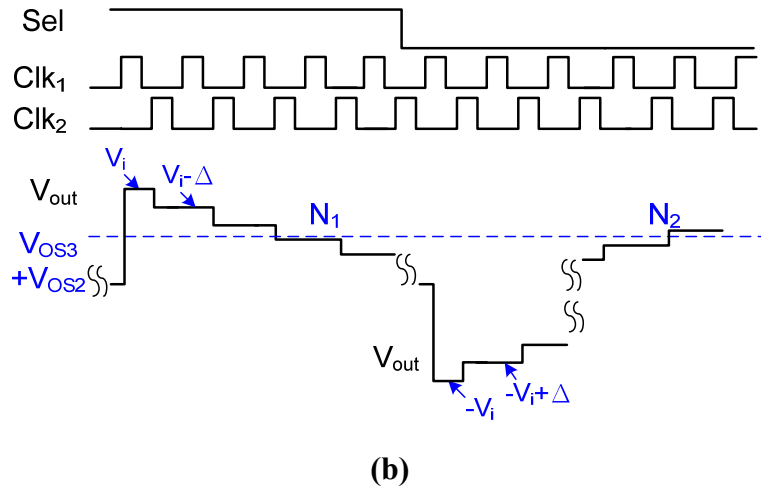 Sel
Clk₁
Clk₂
Vᵢ
Vᵢ-Δ
Vout
N₁
N₂
VOS3
+VOS2
Vout
-Vᵢ
-Vᵢ+Δ
(b)